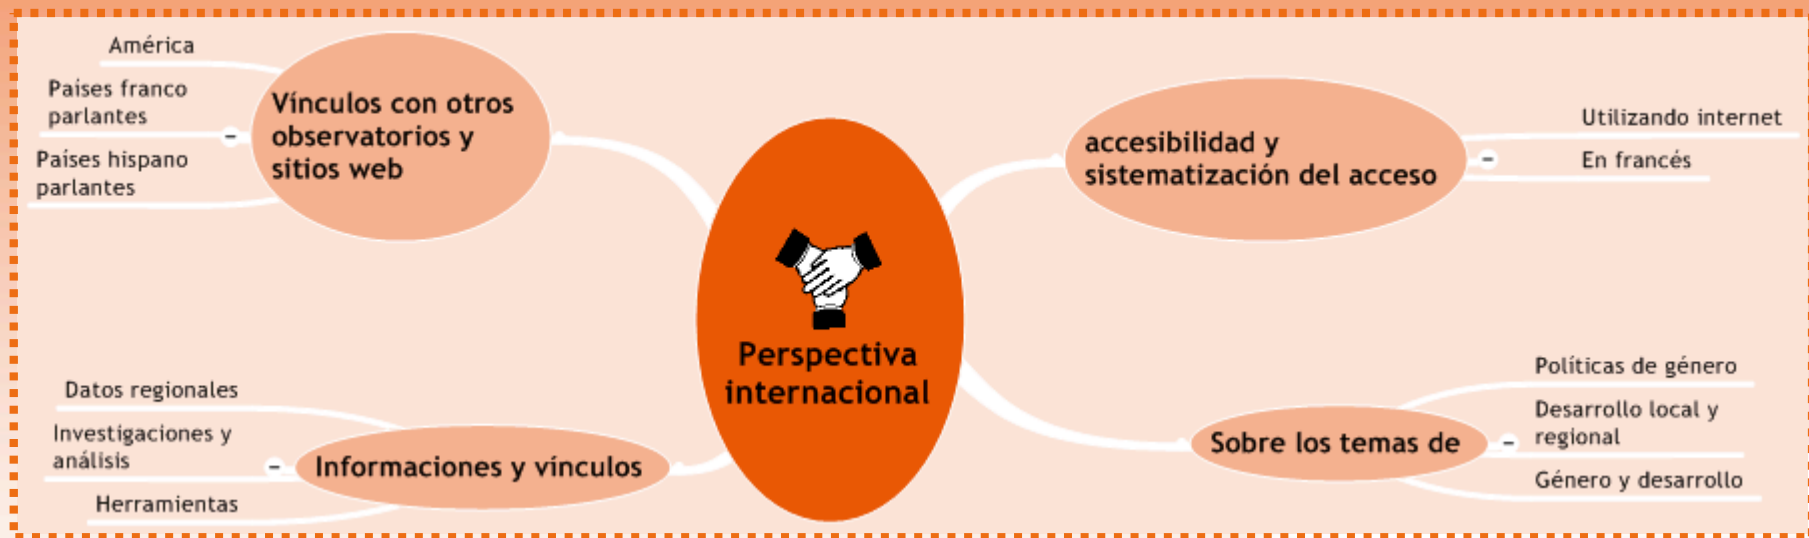 América
Países franco
parlantes
Países hispano
parlantes
Vínculos con otros
observatorios y
sitios web
accesibilidad y
sistematización del acceso
Utilizando internet
En francés
Perspectiva
internacional
Datos regionales
Investigaciones y
análisis
Herramientas
Informaciones y vínculos
Sobre los temas de
Políticas de género
Desarrollo local y
regional
Género y desarrollo